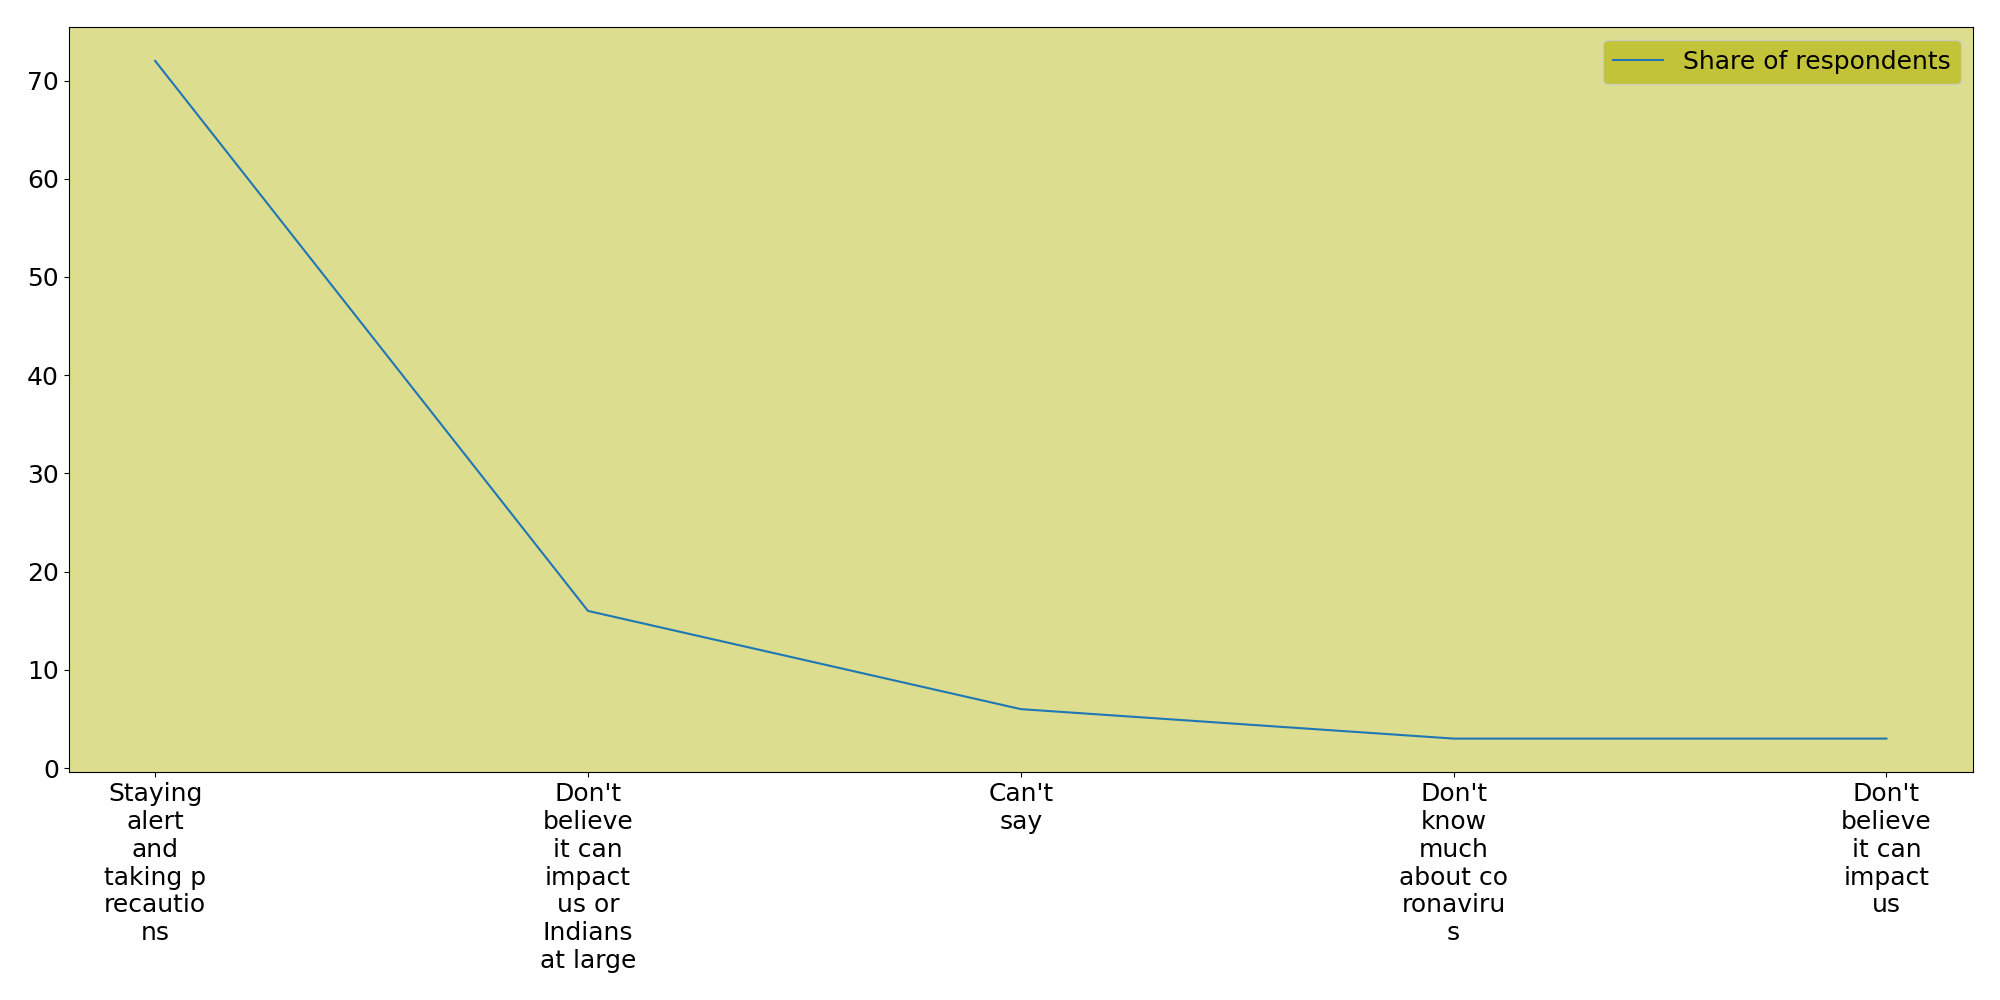 Share of respondents
70
60
50
40
30
20
10
0
Staying
alert
and
taking p
recautio
ns
Don't
believe
it can
impact
us or
Indians
at large
Can't
say
Don't
know
much
about co
ronaviru
s
Don't
believe
it can
impact
us